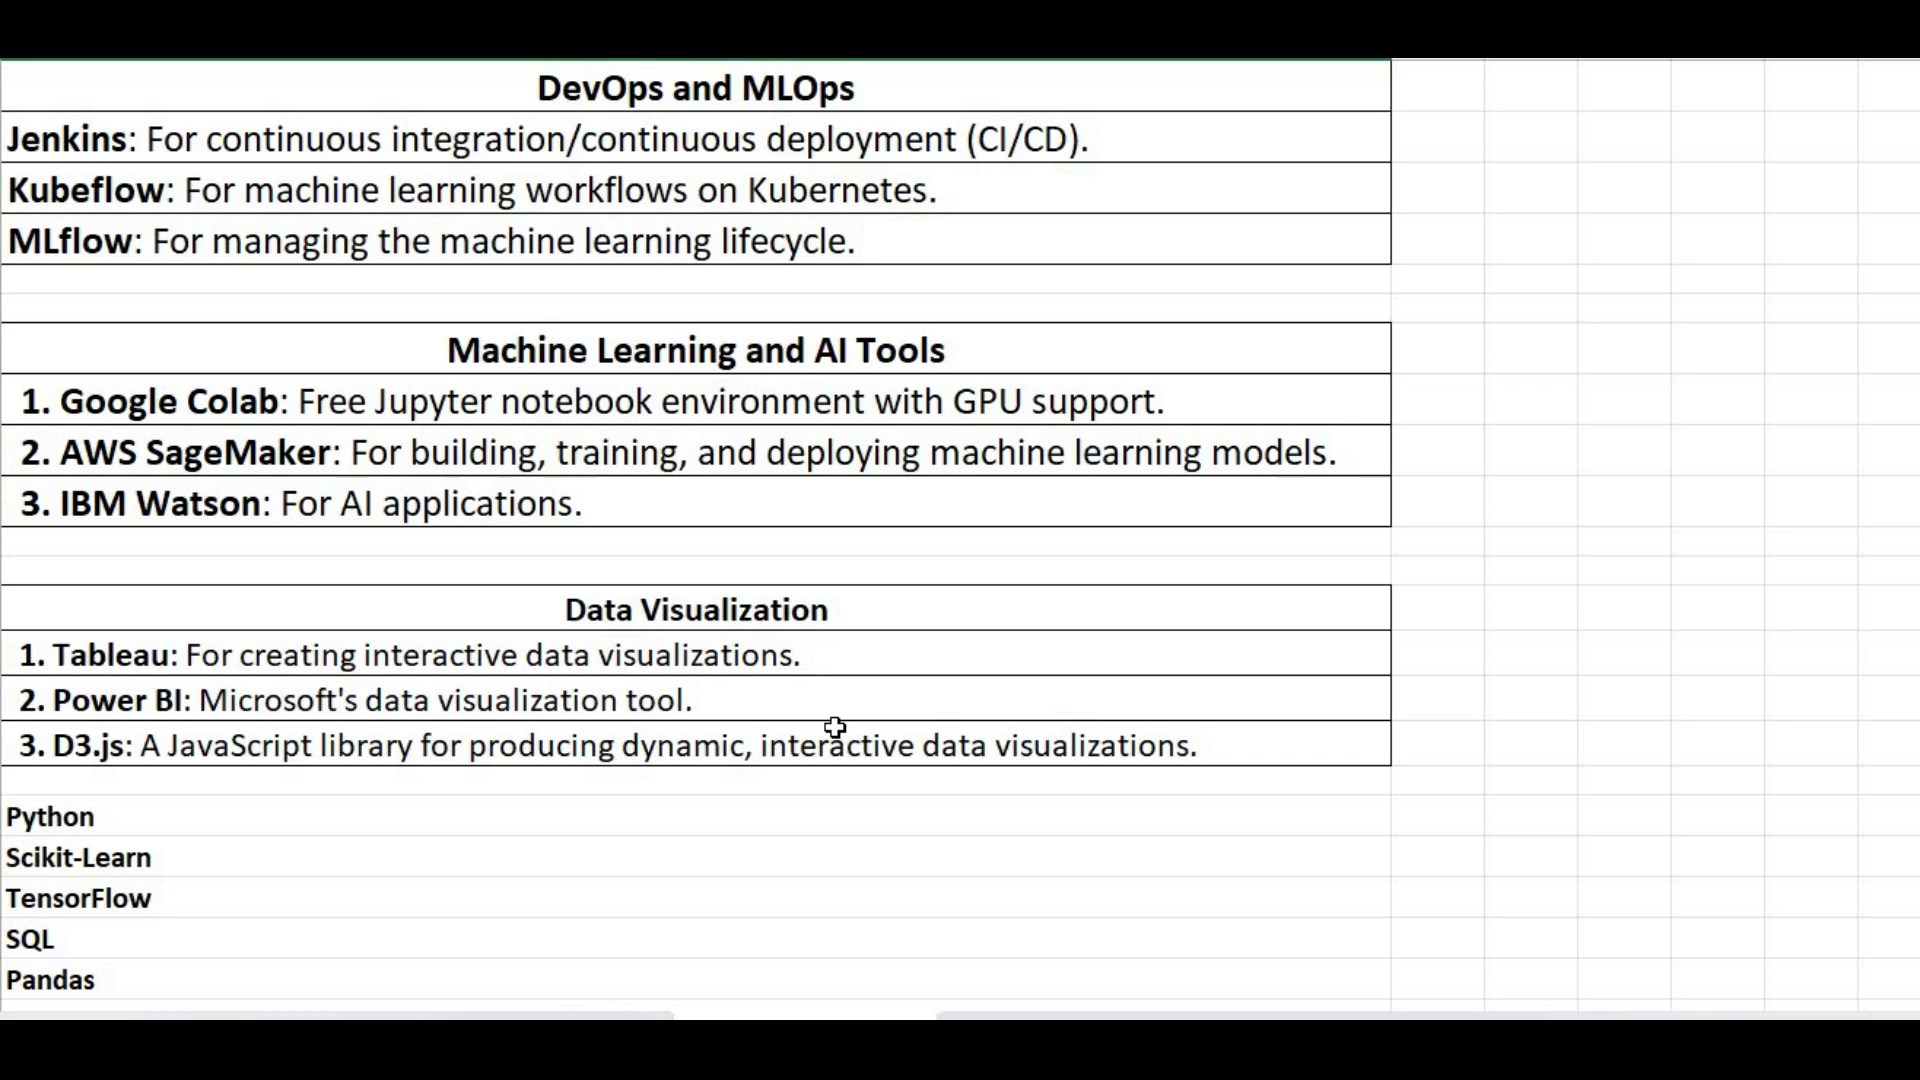 DevOps and MLOps
Jenkins: For continuous integration/continuous deployment (CI/CD).
Kubeflow: For machine learning workflows on Kubernetes.
MLflow: For managing the machine learning lifecycle.
Machine Learning and AI Tools
1. Google Colab: Free Jupyter notebook environment with GPU support.
2. AWS SageMaker: For building, training, and deploying machine learning models.
3. IBM Watson: For AI applications.
Data Visualization
1. Tableau: For creating interactive data visualizations.
2. Power BI: Microsoft's data visualization tool.
3. D3.js: A JavaScript library for producing dynamic, interactive data visualizations.
Python
Scikit-Learn
TensorFlow
SQL
Pandas